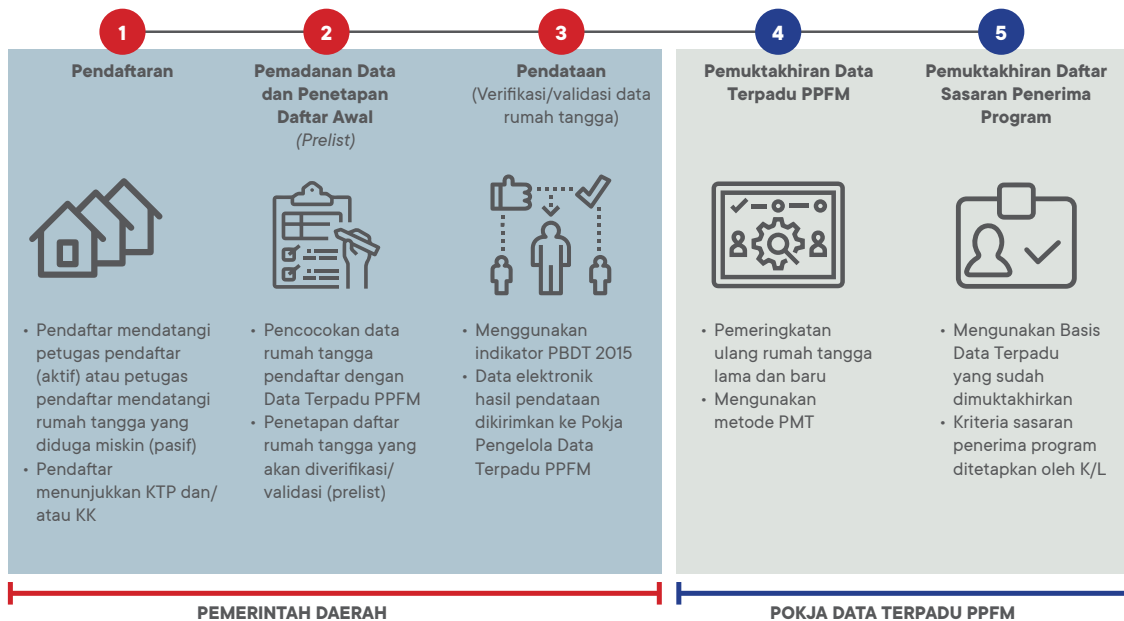 1
Pendaftaran
• Pendaftar mendatangi
petugas pendaftar
(aktif) atau petugas
pendaftar mendatangi
rumah tangga yang
diduga miskin (pasif)
• Pendaftar
menunjukkan KTP dan/
atau KK
2
Pemadanan Data
dan Penetapan
Daftar Awal
(Prelist)
• Pencocokan data
rumah tangga
pendaftar dengan
Data Terpadu PPFM
• Penetapan daftar
rumah tangga yang
akan diverifikasi/
validasi (prelist)
3
Pendataan
(Verifikasi/validasi data
rumah tangga)
• Menggunakan
indikator PBDT 2015
• Data elektronik
hasil pendataan
dikirimkan ke Pokja
Pengelola Data
Terpadu PPFM
4
Pemuktakhiran Data
Terpadu PPFM
• Pemeringkatan
ulang rumah tangga
lama dan baru
• Mengunakan
metode PMT
5
Pemuktakhiran Daftar
Sasaran Penerima
Program
• Mengunakan Basis
Data Terpadu
yang sudah
dimuktakhirkan
• Kriteria sasaran
penerima program
ditetapkan oleh K/L
PEMERINTAH DAERAH
POKJA DATA TERPADU PPFM